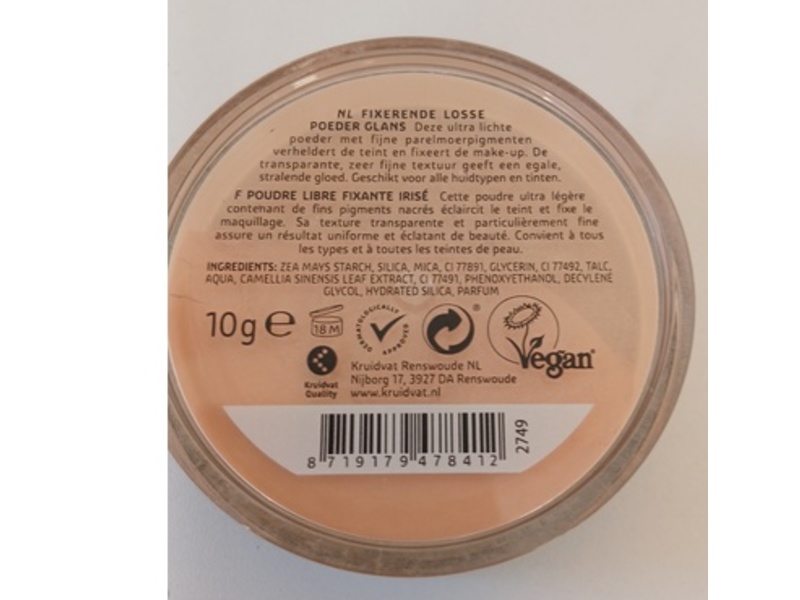 NL FIXERENDE LOSSE
POEDER GLANS Deze ultra lichte
poeder met fijne parelmoerpigmenten
verheldert de teint en fixeert de make-up. De
transparante, zeer fijne textuur geeft een egale,
stralende gloed. Geschikt voor alle huidtypen en tinten.
F POUDRE LIBRE FIXANTE IRISÉ Cette poudre ultra légère
contenant de fins pigments nacrés éclaircit le teint et fixe le
maquillage. Sa texture transparente et particulièrement fine
assure un résultat uniforme et éclatant de beauté. Convient à tous
les types et à toutes les teintes de peau.
INGREDIENTS: ZEA MAYS STARCH, SILICA, MICA, CI 77891, GLYCERIN, CI 77492, TALC,
AQUA, CAMELLIA SINENSIS LEAF EXTRACT, CI 77491, PHENOXYETHANOL, DECYLENE
GLYCOL, HYDRATED SILICA, PARFUM
10g e 18 M DERMATOLOGICALLY APPROVED ® Vegan
Kruidvat Quality
Kruidvat Renswoude NL
Nijborg 17, 3927 DA Renswoude
www.kruidvat.nl
8 719179 478412
2749